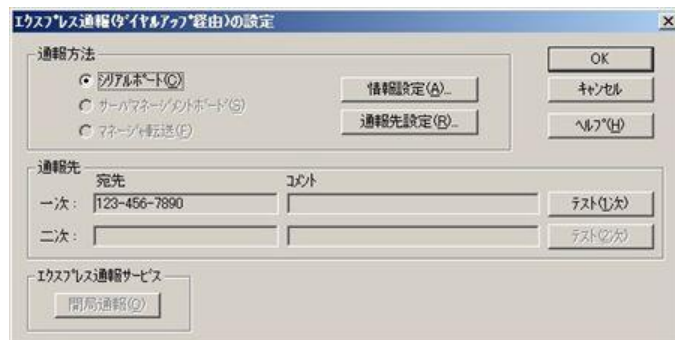 エクスプレス通報(ダイヤルアップ経由)の設定
通報方法
シリアルポート(C)
サーバマネージメントボード(S)
マネージャ転送(F)
情報設定(A)...
通報先設定(R)...
OK
キャンセル
ヘルプ(H)
通報先
宛先 コメント
一次: 123-456-7890 テスト(1次)
二次: テスト(2次)
エクスプレス通報サービス
開局通報(O)